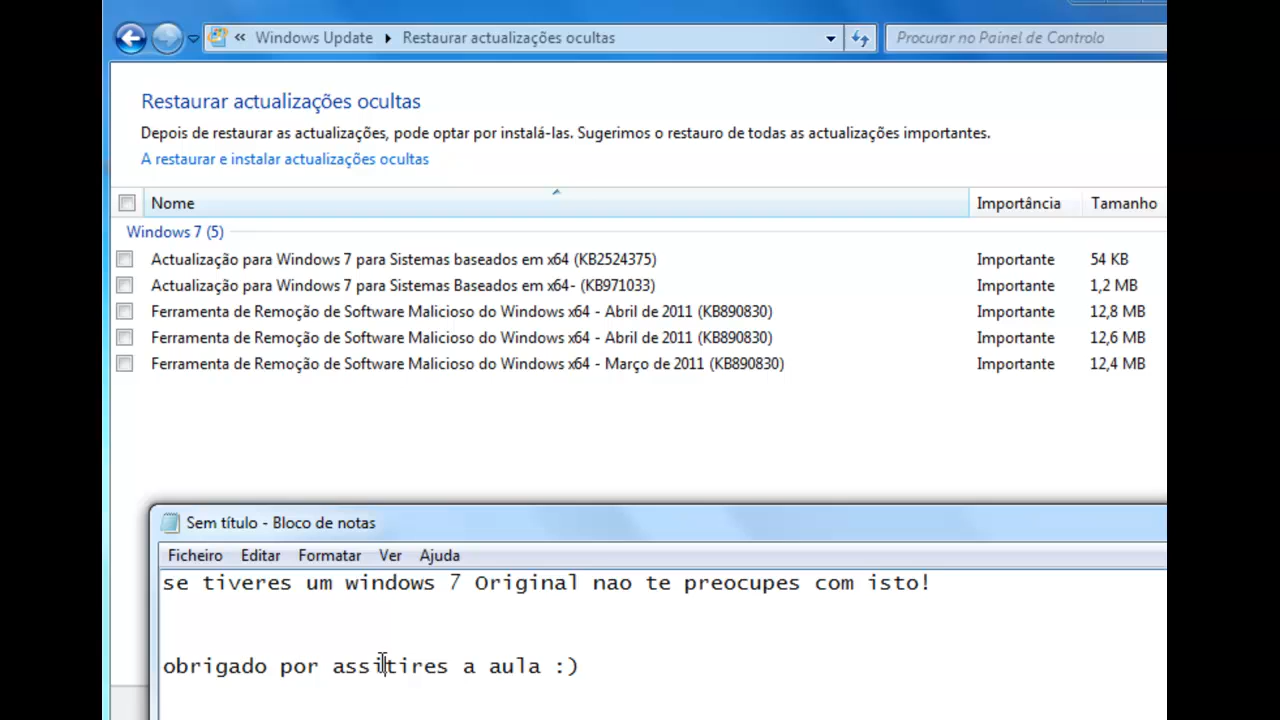 « Windows Update ▸ Restaurar actualizações ocultas Procurar no Painel de Controlo
Restaurar actualizações ocultas
Depois de restaurar as actualizações, pode optar por instalá-las. Sugerimos o restauro de todas as actualizações importantes.
A restaurar e instalar actualizações ocultas
Nome Importância Tamanho
Windows 7 (5)
Actualização para Windows 7 para Sistemas baseados em x64 (KB2524375) Importante 54 KB
Actualização para Windows 7 para Sistemas Baseados em x64- (KB971033) Importante 1,2 MB
Ferramenta de Remoção de Software Malicioso do Windows x64 - Abril de 2011 (KB890830) Importante 12,8 MB
Ferramenta de Remoção de Software Malicioso do Windows x64 - Abril de 2011 (KB890830) Importante 12,6 MB
Ferramenta de Remoção de Software Malicioso do Windows x64 - Março de 2011 (KB890830) Importante 12,4 MB
Sem título - Bloco de notas
Ficheiro Editar Formatar Ver Ajuda
se tiveres um windows 7 Original nao te preocupes com isto!
obrigado por assitires a aula :)